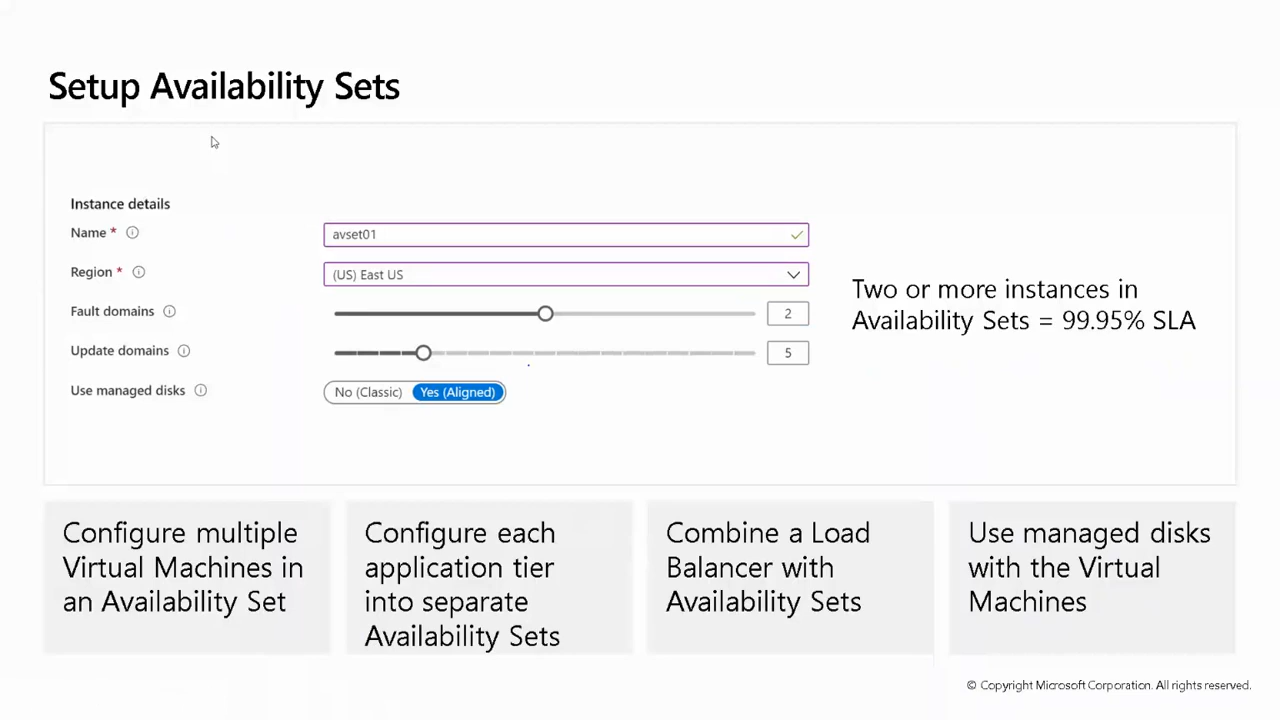 Setup Availability Sets
Instance details
Name *
avset01
Region *
(US) East US
Fault domains
2
Update domains
5
Use managed disks
No (Classic) Yes (Aligned)
Two or more instances in
Availability Sets = 99.95% SLA
Configure multiple
Virtual Machines in
an Availability Set
Configure each
application tier
into separate
Availability Sets
Combine a Load
Balancer with
Availability Sets
Use managed disks
with the Virtual
Machines
© Copyright Microsoft Corporation. All rights reserved.